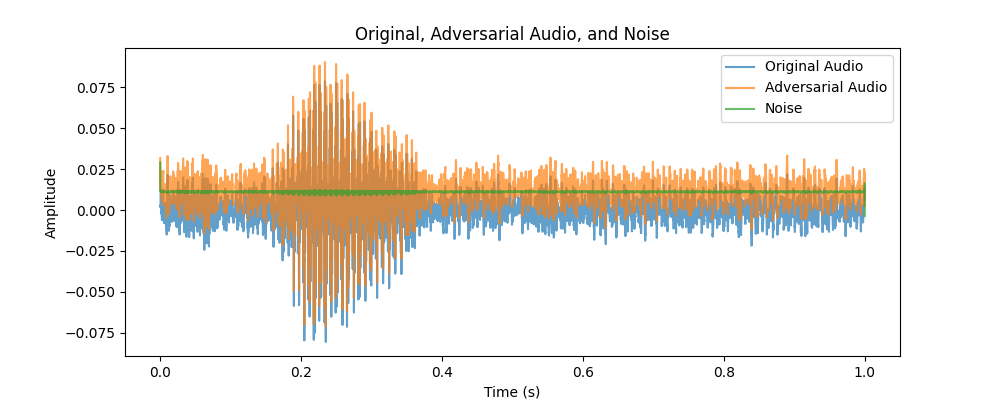 Original, Adversarial Audio, and Noise
Original Audio
Adversarial Audio
Noise
Amplitude
0.075
0.050
0.025
0.000
−0.025
−0.050
−0.075
0.0 0.2 0.4 0.6 0.8 1.0
Time (s)